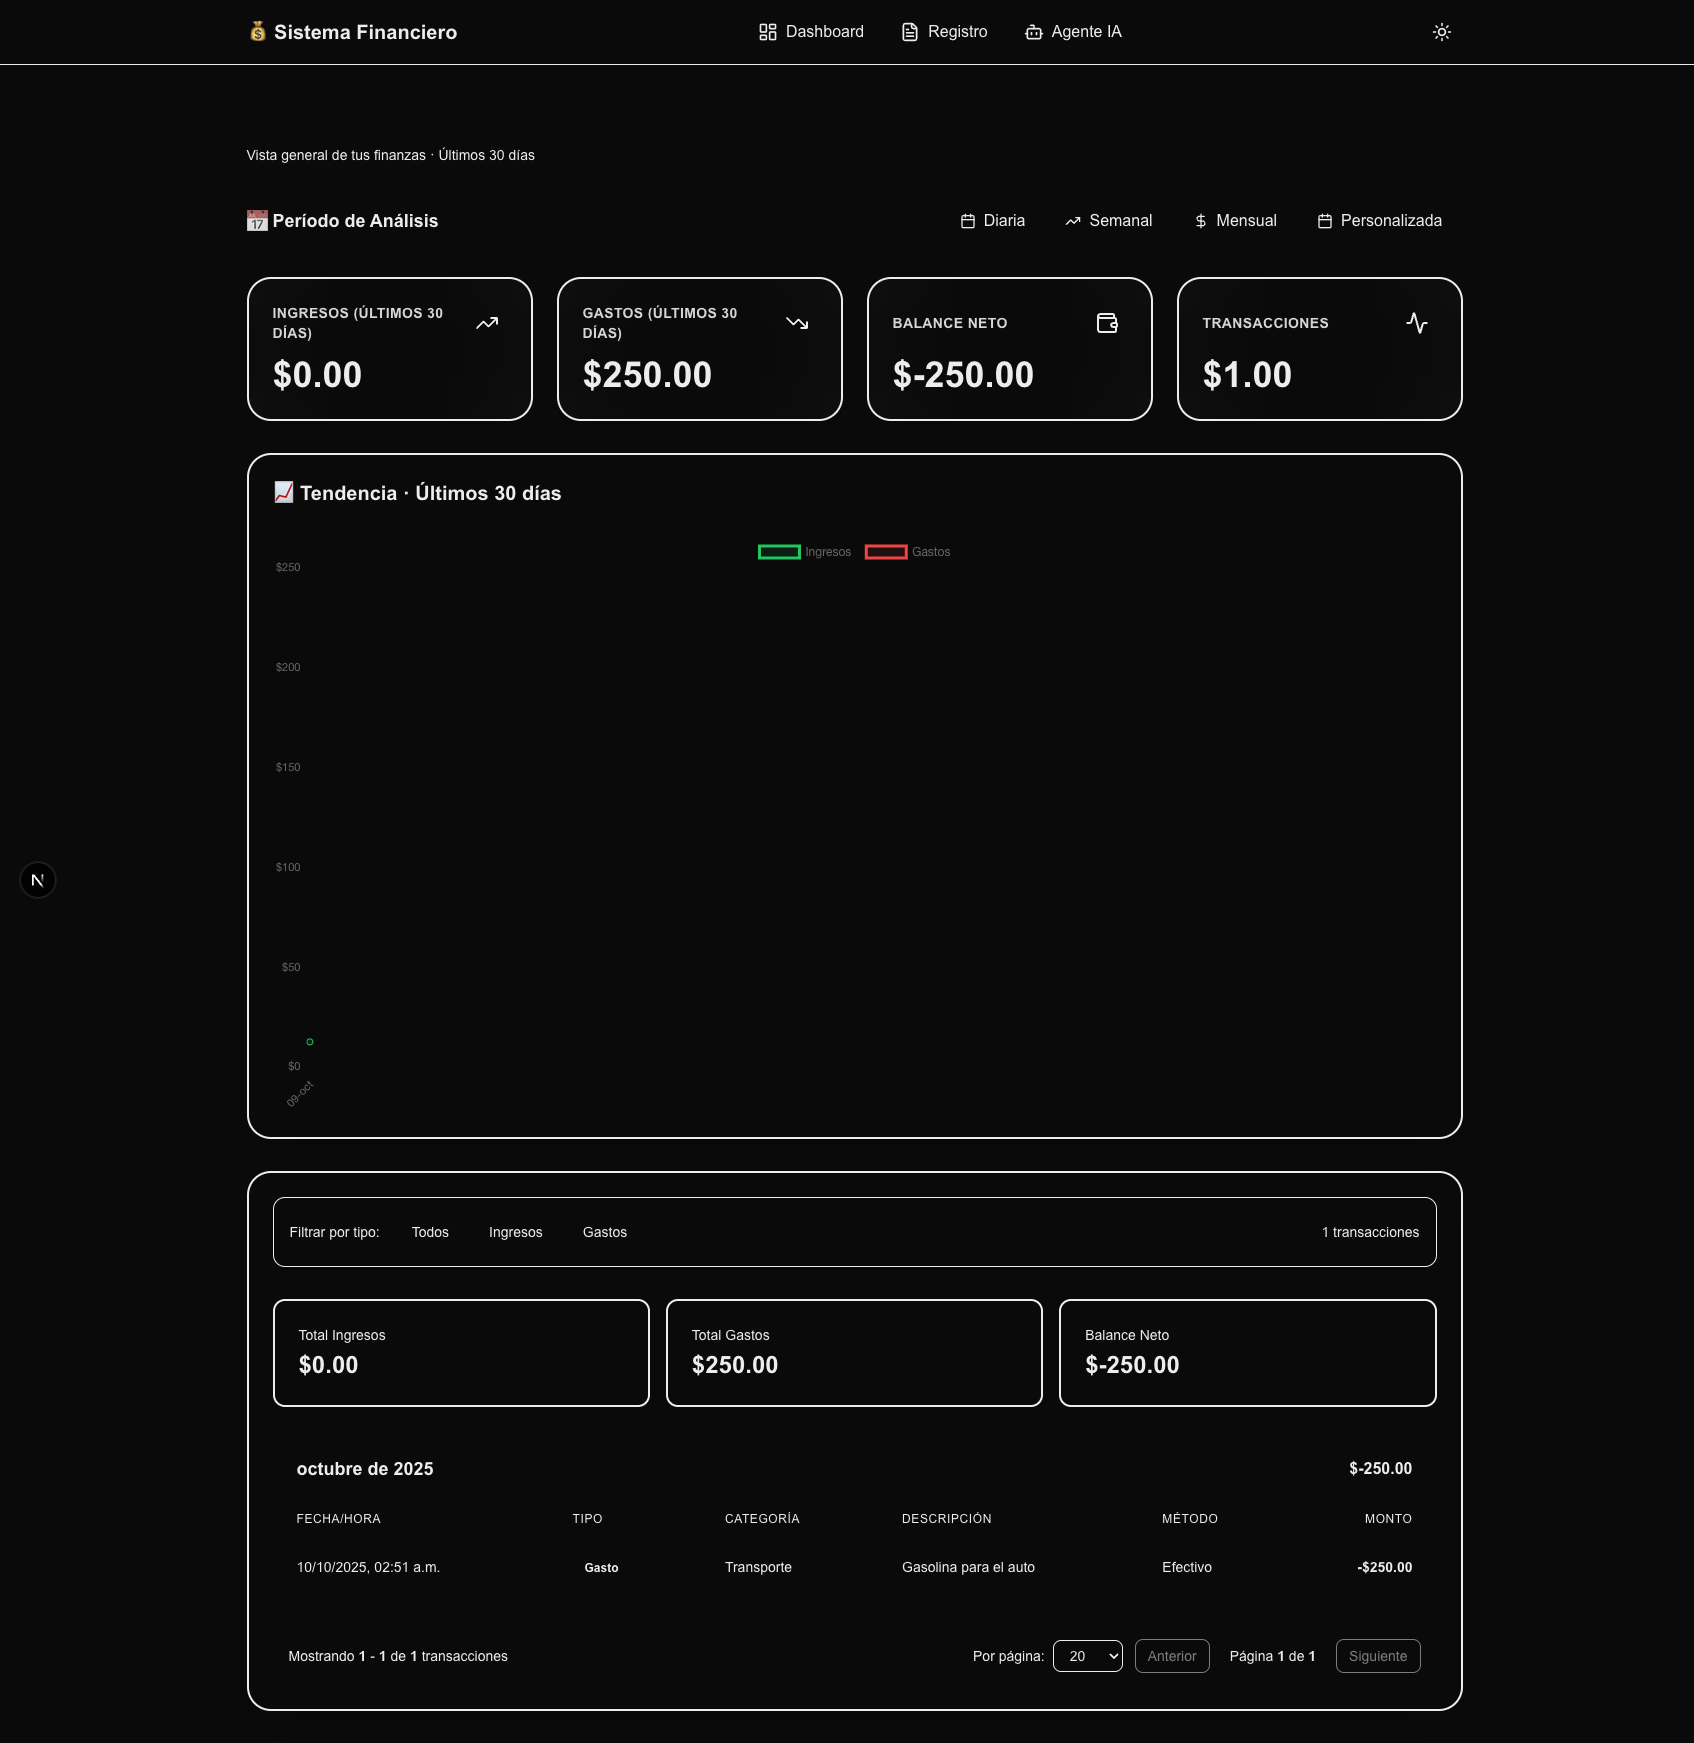 Sistema Financiero
Dashboard
Registro
Agente IA
Vista general de tus finanzas · Últimos 30 días
17 Período de Análisis
Diaria
Semanal
Mensual
Personalizada
INGRESOS (ÚLTIMOS 30
DÍAS)
$0.00
GASTOS (ÚLTIMOS 30
DÍAS)
$250.00
BALANCE NETO
$-250.00
TRANSACCIONES
$1.00
Tendencia · Últimos 30 días
Ingresos
Gastos
$250
$200
$150
$100
$50
$0
09-oct
N
Filtrar por tipo:
Todos
Ingresos
Gastos
1 transacciones
Total Ingresos
$0.00
Total Gastos
$250.00
Balance Neto
$-250.00
octubre de 2025
$-250.00
FECHA/HORA
TIPO
CATEGORÍA
DESCRIPCIÓN
MÉTODO
MONTO
10/10/2025, 02:51 a.m.
Gasto
Transporte
Gasolina para el auto
Efectivo
-$250.00
Mostrando 1 - 1 de 1 transacciones
Por página:
20
Anterior
Página 1 de 1
Siguiente